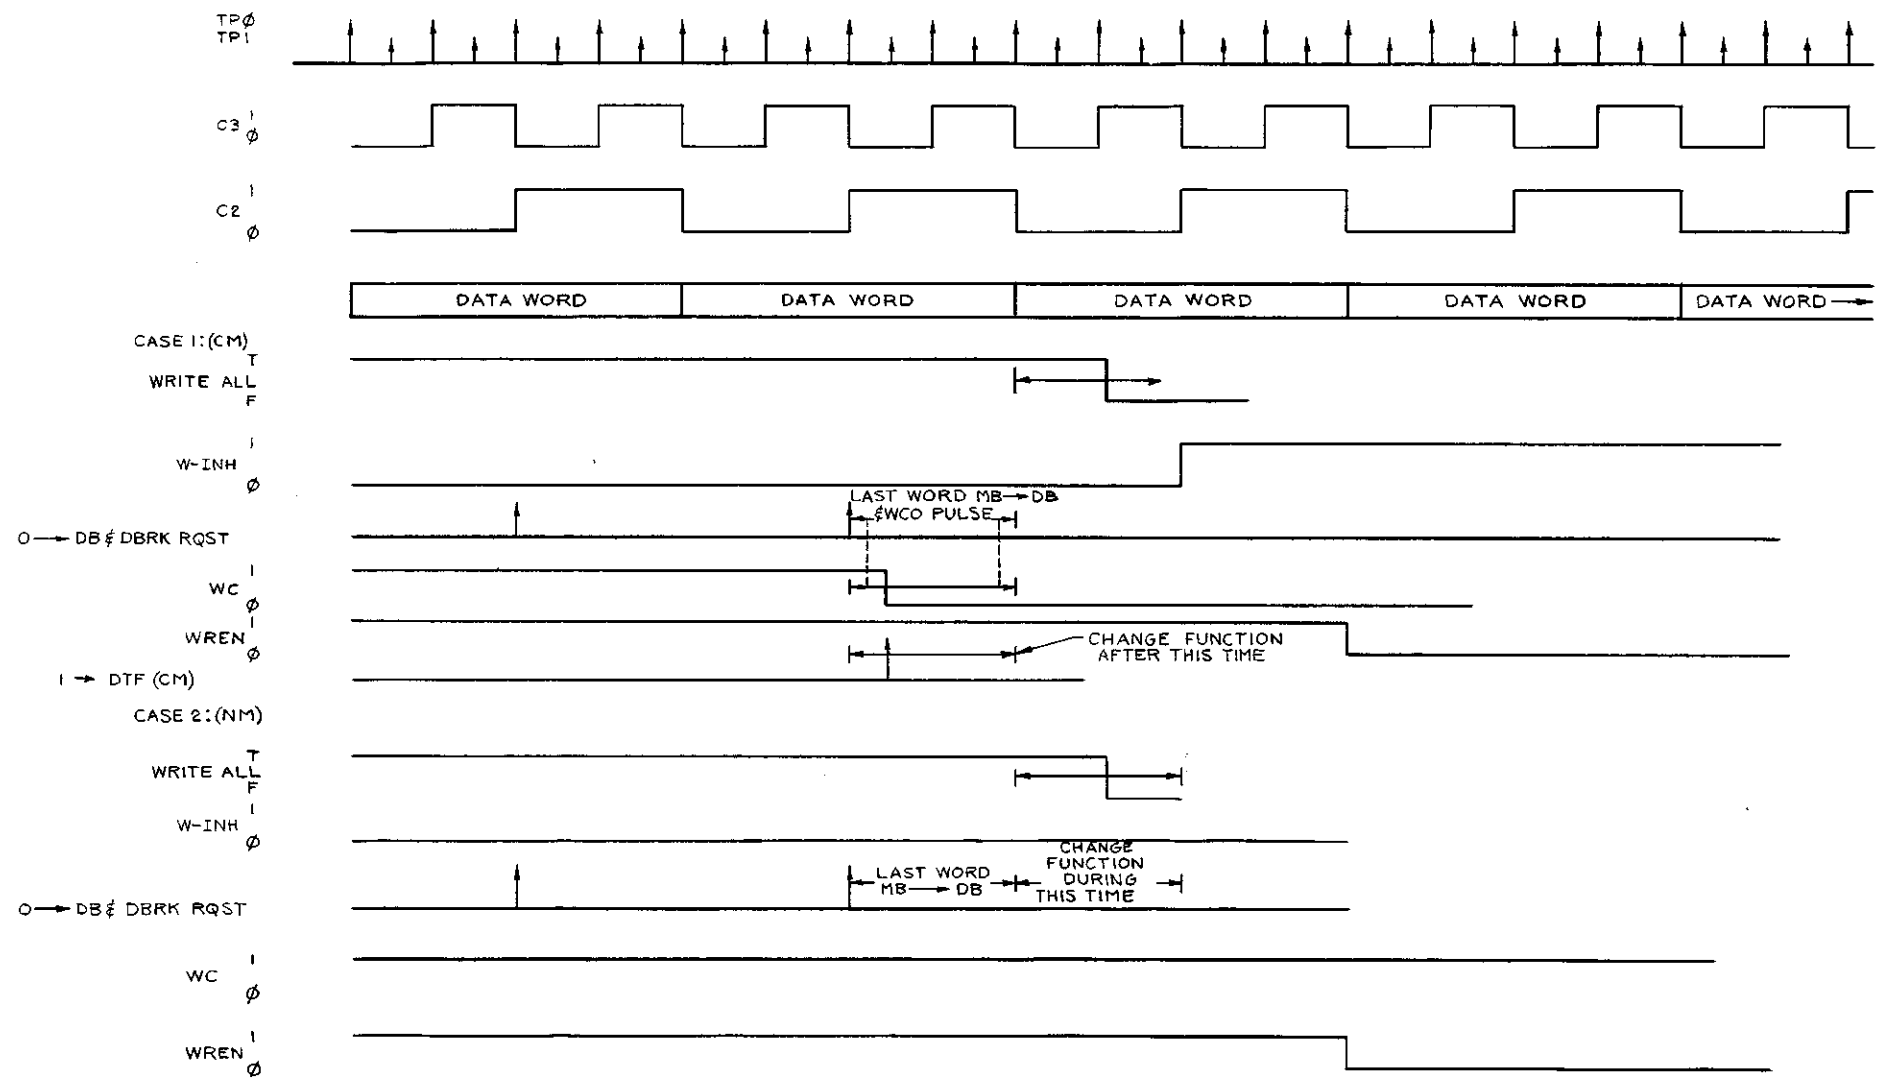 TPØ
TP1
C3 1
Ø
C2 1
Ø
DATA WORD DATA WORD DATA WORD DATA WORD DATA WORD →
CASE 1:(CM)
T
WRITE ALL
F
1
W-INH
Ø
LAST WORD MB→DB
&WCO PULSE
0→DB & DBRK RQST
1
WC
Ø
1
WREN
Ø
CHANGE FUNCTION
AFTER THIS TIME
1→DTF (CM)
CASE 2:(NM)
T
WRITE ALL
F
1
W-INH
Ø
LAST WORD
MB→DB
CHANGE
FUNCTION
DURING
THIS TIME
0→DB & DBRK RQST
1
WC
Ø
1
WREN
Ø